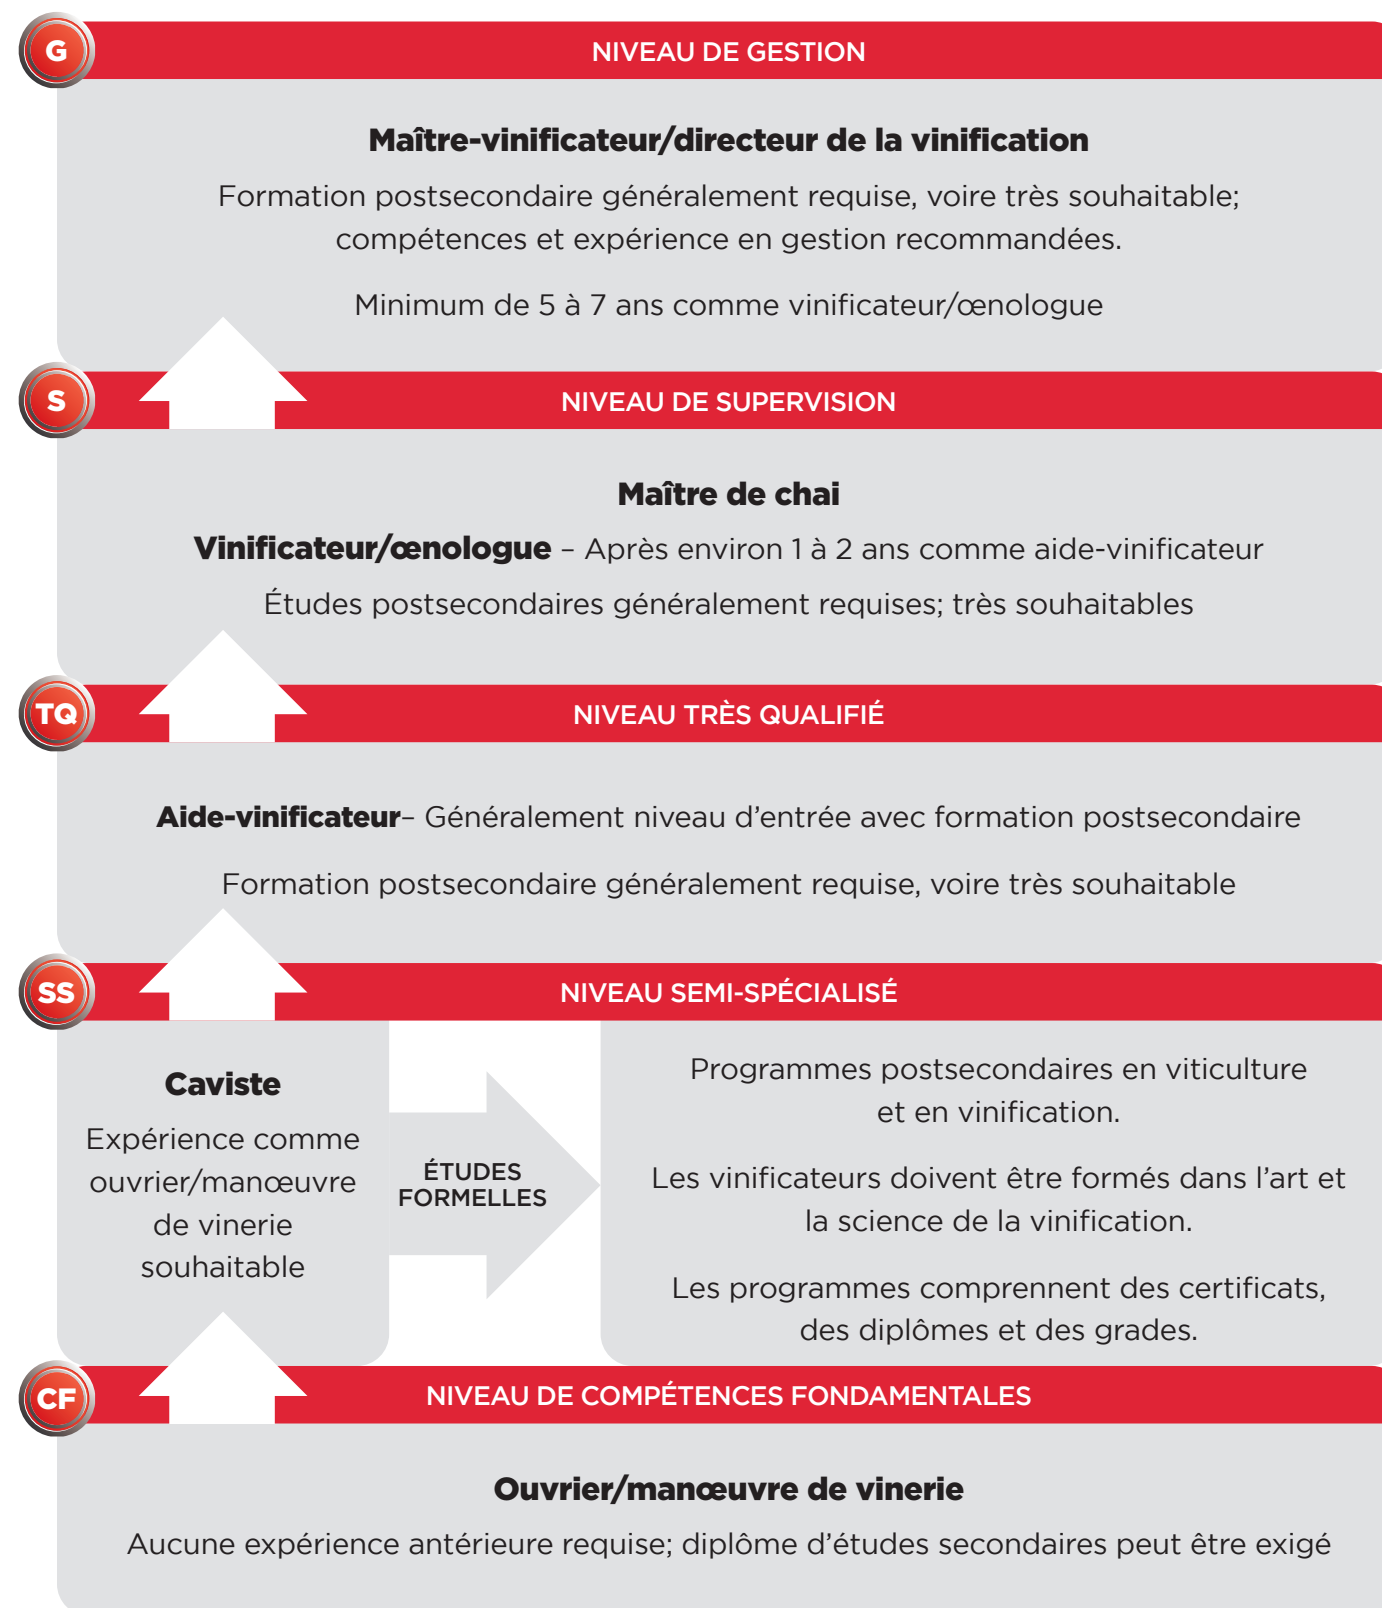 G
NIVEAU DE GESTION
Maître-vinificateur/directeur de la vinification
Formation postsecondaire généralement requise, voire très souhaitable;
compétences et expérience en gestion recommandées.
Minimum de 5 à 7 ans comme vinificateur/œnologue
S
NIVEAU DE SUPERVISION
Maître de chai
Vinificateur/œnologue – Après environ 1 à 2 ans comme aide-vinificateur
Études postsecondaires généralement requises; très souhaitables
TQ
NIVEAU TRÈS QUALIFIÉ
Aide-vinificateur– Généralement niveau d’entrée avec formation postsecondaire
Formation postsecondaire généralement requise, voire très souhaitable
SS
NIVEAU SEMI-SPÉCIALISÉ
Caviste
Expérience comme
ouvrier/manœuvre
de vinerie
souhaitable
ÉTUDES
FORMELLES
Programmes postsecondaires en viticulture
et en vinification.
Les vinificateurs doivent être formés dans l’art et
la science de la vinification.
Les programmes comprennent des certificats,
des diplômes et des grades.
CF
NIVEAU DE COMPÉTENCES FONDAMENTALES
Ouvrier/manœuvre de vinerie
Aucune expérience antérieure requise; diplôme d’études secondaires peut être exigé